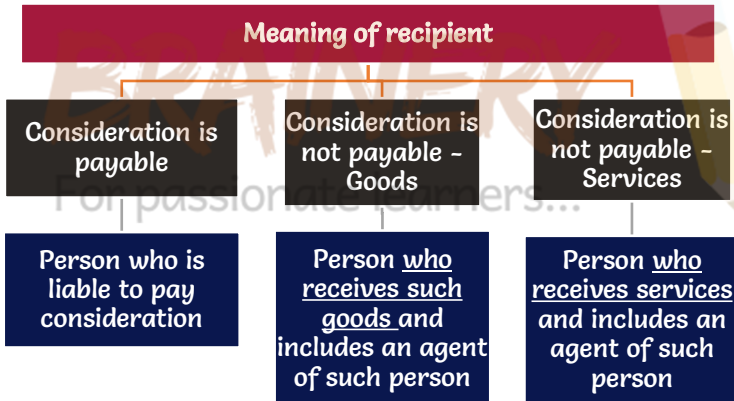 Meaning of recipient
BRAINERY
For passionate learners...
Consideration is
payable
Consideration is
not payable -
Goods
Consideration is
not payable -
Services
Person who is
liable to pay
consideration
Person who
receives such
goods and
includes an agent
of such person
Person who
receives services
and includes an
agent of such
person